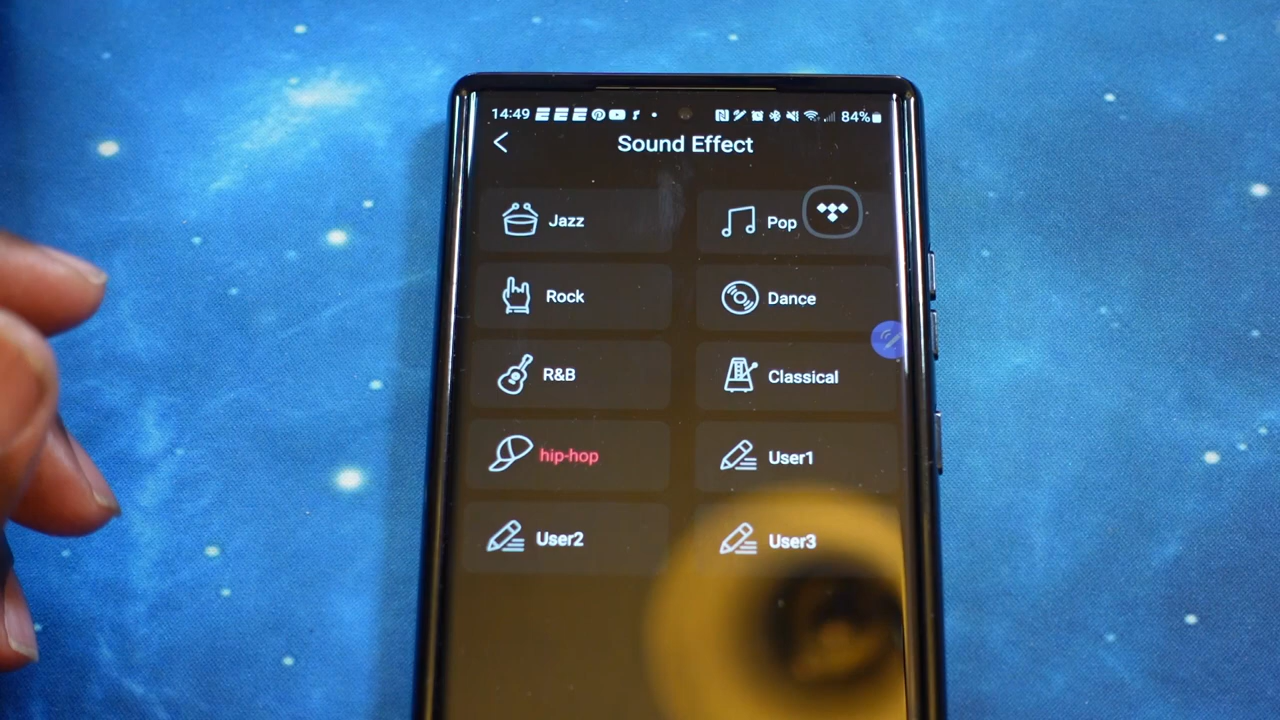 14:49 84%
Sound Effect
Jazz
Pop
Rock
Dance
R&B
Classical
hip-hop
User1
User2
User3